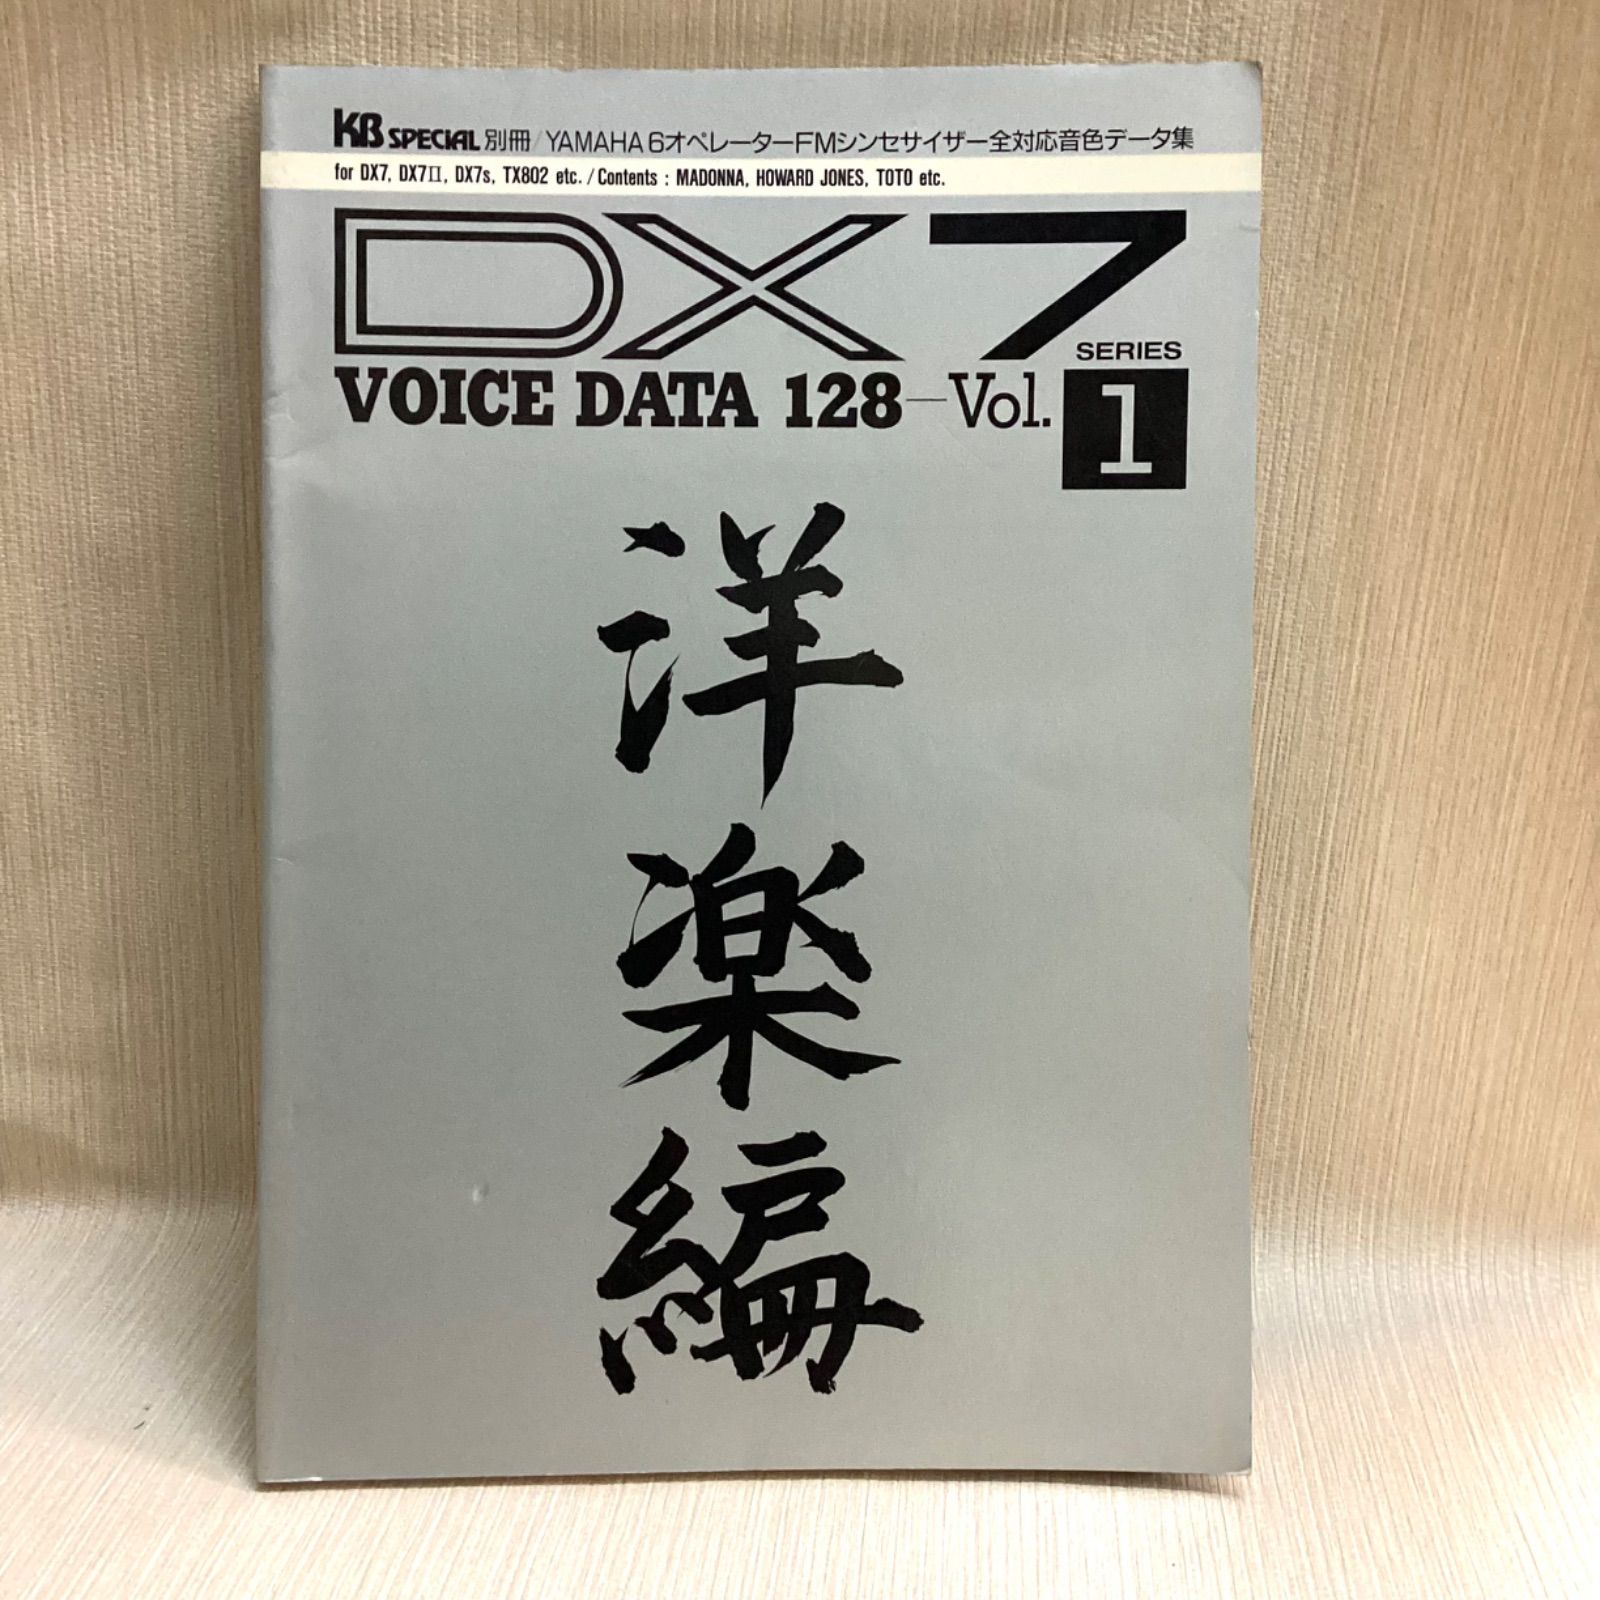 KB SPECIAL 別冊/YAMAHA 6オペレーターFMシンセサイザー全対応音色データ集
for DX7, DX7II, DX7s, TX802 etc. / Contents : MADONNA, HOWARD JONES, TOTO etc.
DX7
SERIES
VOICE DATA 128—Vol. 1
洋楽編